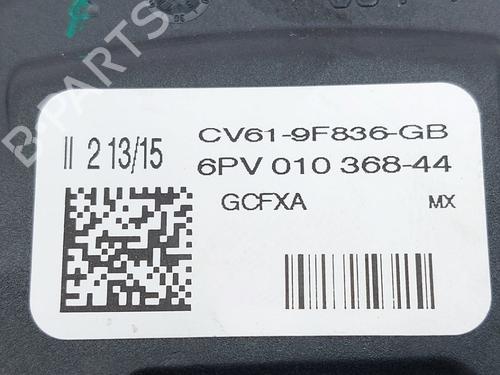 CV61-9F836-GB
II 2 13/15
6PV 010 368-44
GCFXA MX
B-PARTS